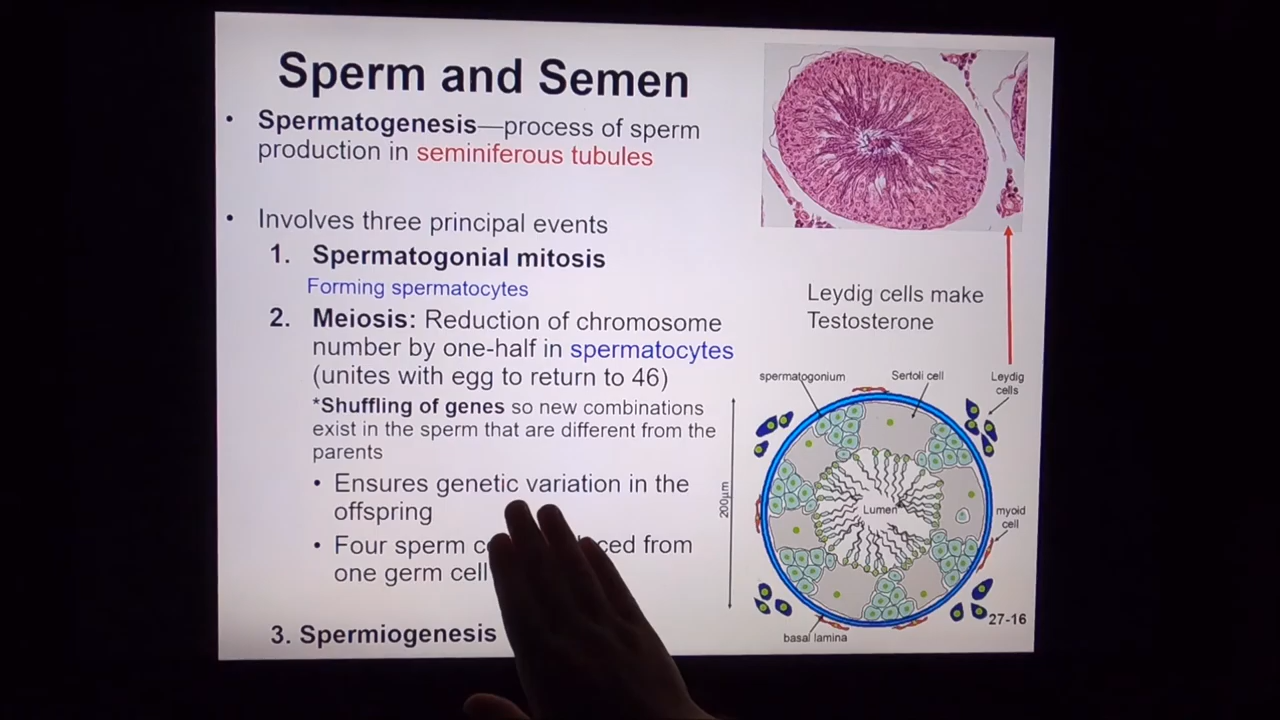 Sperm and Semen
• Spermatogenesis—process of sperm
production in seminiferous tubules
• Involves three principal events
1. Spermatogonial mitosis
Forming spermatocytes
2. Meiosis: Reduction of chromosome
number by one-half in spermatocytes
(unites with egg to return to 46)
*Shuffling of genes so new combinations
exist in the sperm that are different from the
parents
• Ensures genetic variation in the
offspring
• Four sperm from
one germ cell
3. Spermiogenesis
Leydig cells make
Testosterone
spermatogonium
Sertoli cell
Leydig
cells
200µm
Lumen
myoid
cell
basal lamina
27-16